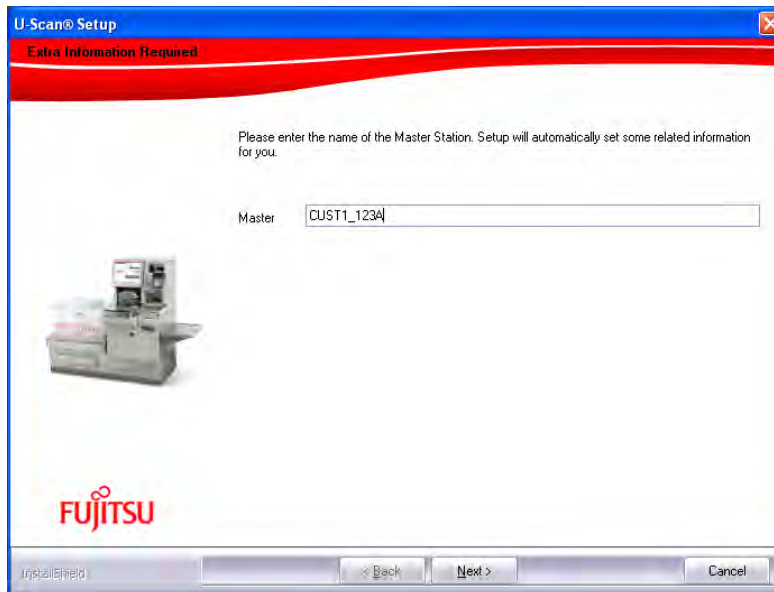 U-Scan® Setup
Extra Information Required
Please enter the name of the Master Station. Setup will automatically set some related information
for you.
Master
CUST1_123A
FUJITSU
InstallShield
< Back
Next >
Cancel